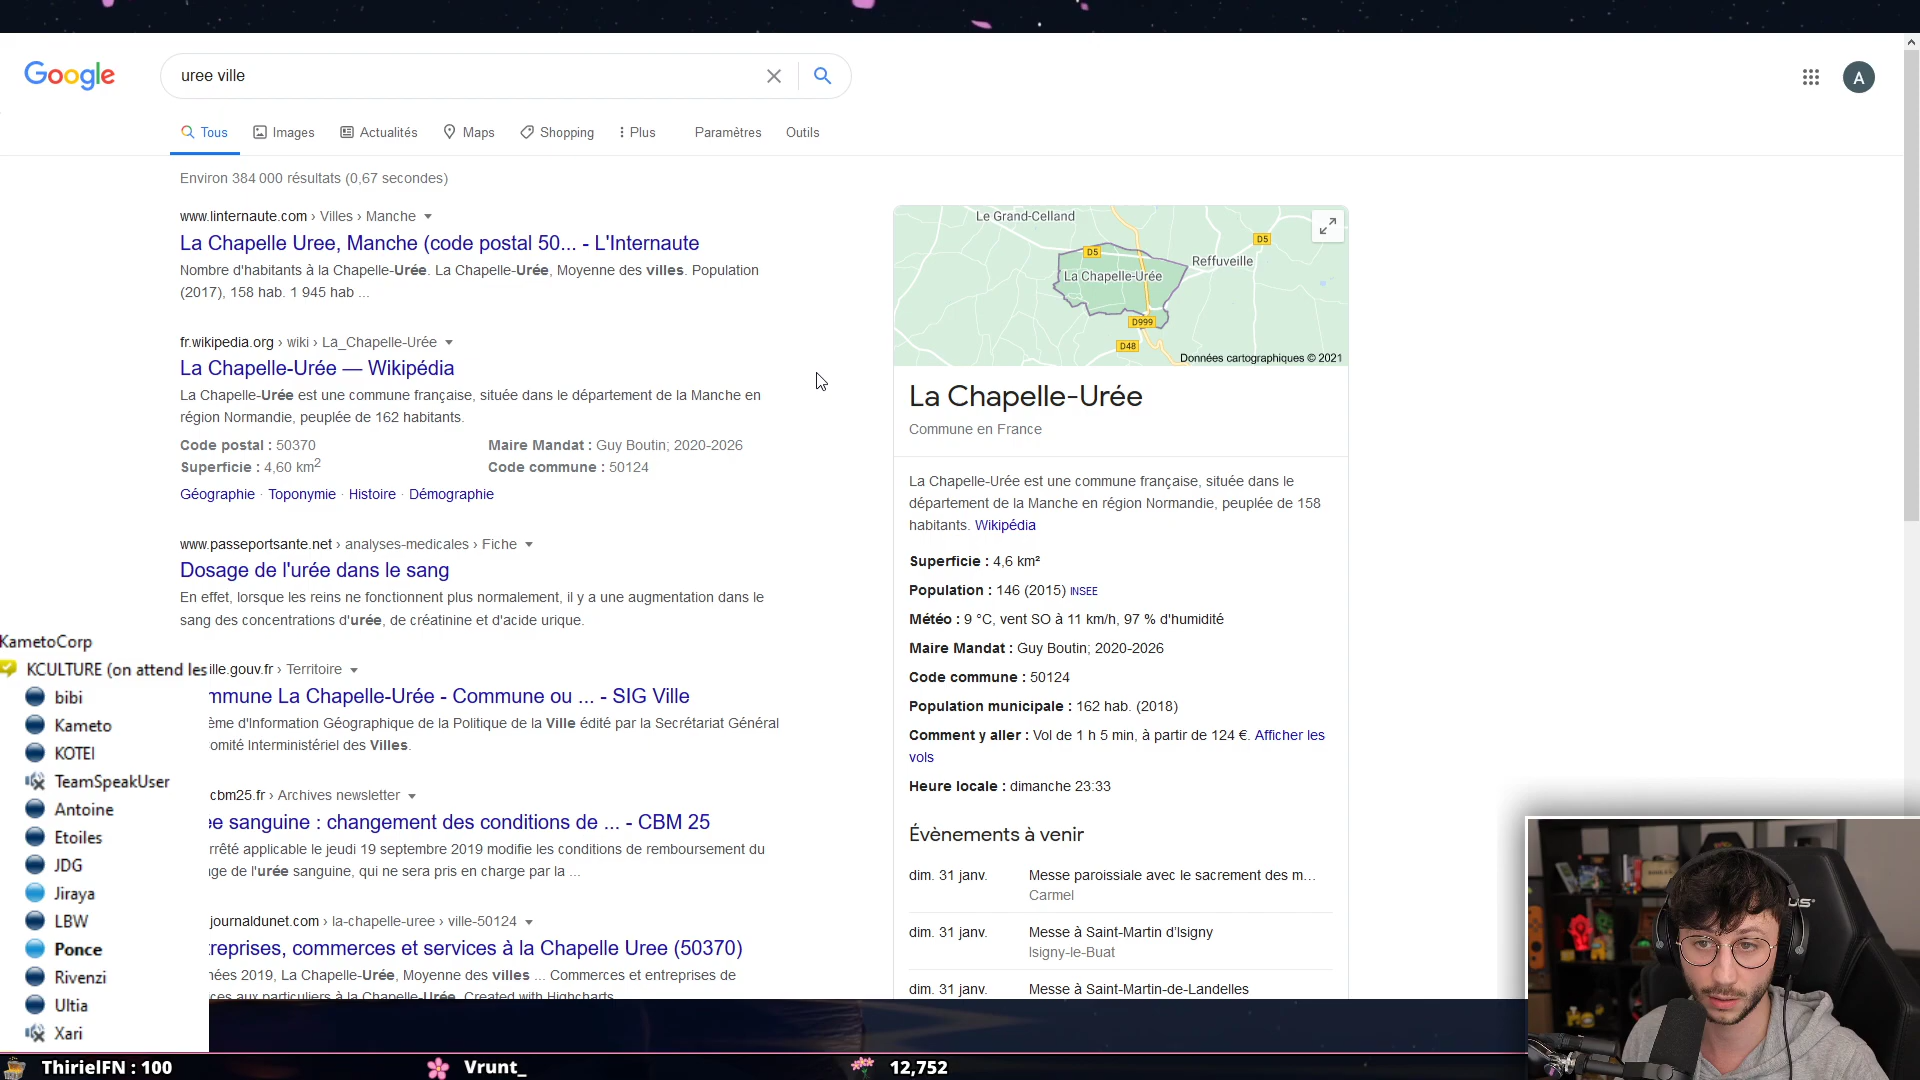 Google
uree ville
A
Tous
Images
Actualités
Maps
Shopping
Plus
Paramètres
Outils
Environ 384 000 résultats (0,67 secondes)
www.linternaute.com › Villes › Manche
La Chapelle Uree, Manche (code postal 50... - L'Internaute
Nombre d'habitants à la Chapelle-Urée. La Chapelle-Urée, Moyenne des villes. Population
(2017), 158 hab. 1 945 hab ...
fr.wikipedia.org › wiki › La_Chapelle-Urée
La Chapelle-Urée — Wikipédia
La Chapelle-Urée est une commune française, située dans le département de la Manche en
région Normandie, peuplée de 162 habitants.
Code postal : 50370
Maire Mandat : Guy Boutin; 2020-2026
Superficie : 4,60 km2
Code commune : 50124
Géographie · Toponymie · Histoire · Démographie
www.passeportsante.net › analyses-medicales › Fiche
Dosage de l'urée dans le sang
En effet, lorsque les reins ne fonctionnent plus normalement, il y a une augmentation dans le
sang des concentrations d'urée, de créatinine et d'acide urique.
ille.gouv.fr › Territoire
mmune La Chapelle-Urée - Commune ou ... - SIG Ville
ème d'Information Géographique de la Politique de la Ville édité par la Secrétariat Général
omité Interministériel des Villes.
cbm25.fr › Archives newsletter
ée sanguine : changement des conditions de ... - CBM 25
rrêté applicable le jeudi 19 septembre 2019 modifie les conditions de remboursement du
ge de l'urée sanguine, qui ne sera pris en charge par la ...
journaldunet.com › la-chapelle-uree › ville-50124
treprises, commerces et services à la Chapelle Uree (50370)
nées 2019, La Chapelle-Urée, Moyenne des villes ... Commerces et entreprises de
ces aux particuliers à la Chapelle-Urée. Created with Highcharts
Le Grand-Celland
D5
D5
Reffuveille
La Chapelle-Urée
D999
D48
Données cartographiques © 2021
La Chapelle-Urée
Commune en France
La Chapelle-Urée est une commune française, située dans le
département de la Manche en région Normandie, peuplée de 158
habitants. Wikipédia
Superficie : 4,6 km²
Population : 146 (2015) INSEE
Météo : 9 °C, vent SO à 11 km/h, 97 % d'humidité
Maire Mandat : Guy Boutin; 2020-2026
Code commune : 50124
Population municipale : 162 hab. (2018)
Comment y aller : Vol de 1 h 5 min, à partir de 124 €. Afficher les
vols
Heure locale : dimanche 23:33
Évènements à venir
dim. 31 janv.
Messe paroissiale avec le sacrement des m...
Carmel
dim. 31 janv.
Messe à Saint-Martin d'Isigny
Isigny-le-Buat
dim. 31 janv.
Messe à Saint-Martin-de-Landelles
KametoCorp
KCULTURE (on attend les
bibi
Kameto
KOTEI
TeamSpeakUser
Antoine
Etoiles
JDG
Jiraya
LBW
Ponce
Rivenzi
Ultia
Xari
ThirielFN : 100
Vrunt_
12,752